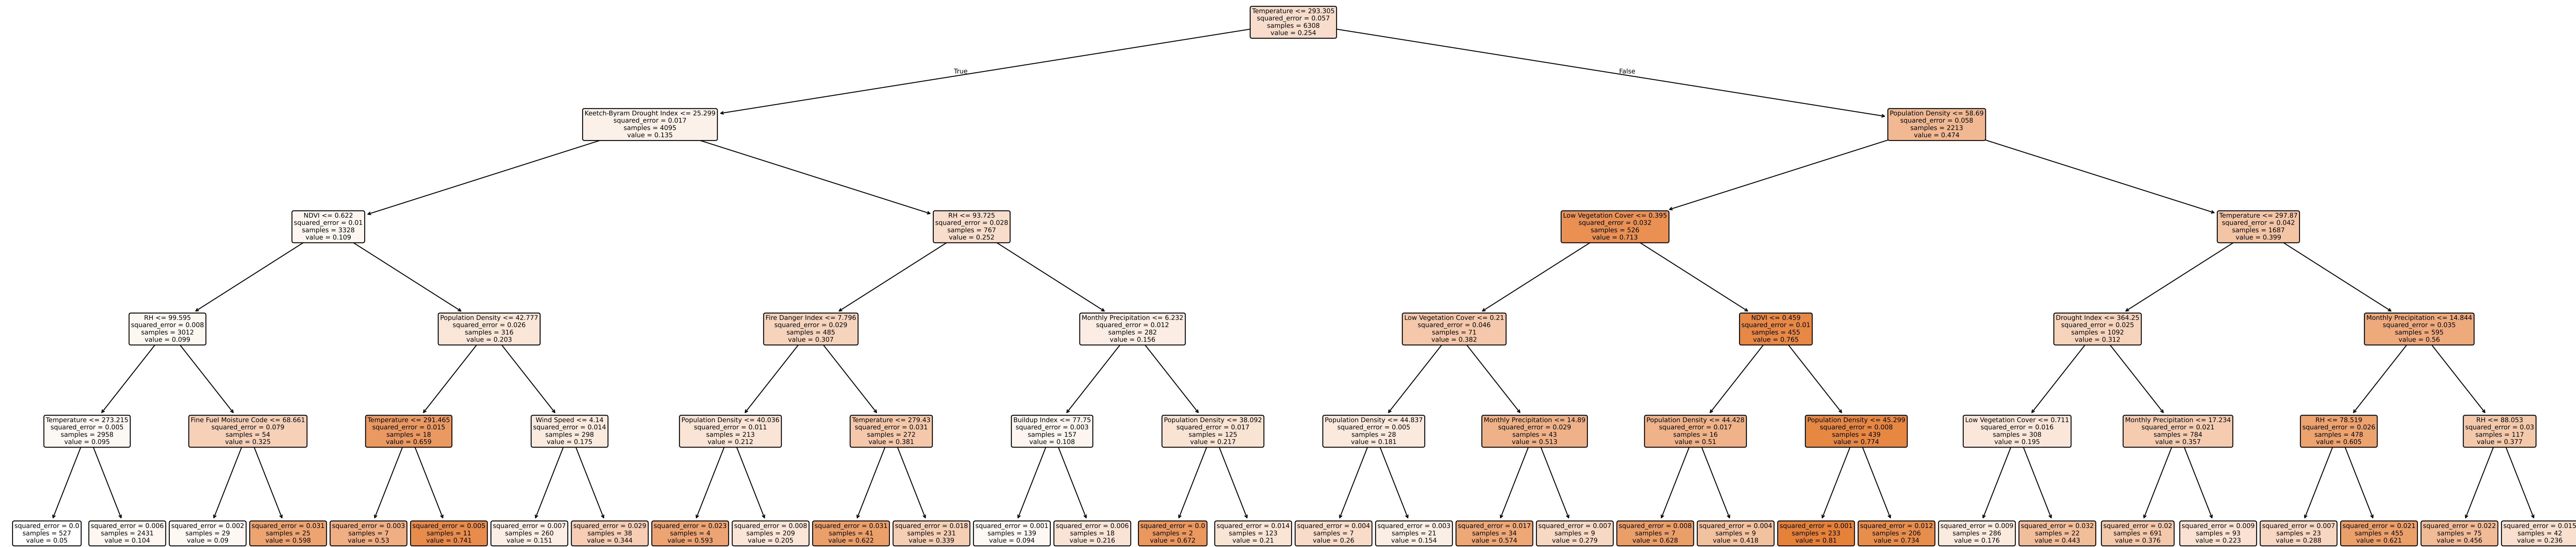 Temperature <= 293.305
squared_error = 0.057
samples = 6308
value = 0.254
True
False
Keetch-Byram Drought Index <= 25.299
squared_error = 0.017
samples = 4095
value = 0.135
Population Density <= 58.69
squared_error = 0.058
samples = 2213
value = 0.474
NDVI <= 0.622
squared_error = 0.01
samples = 3328
value = 0.109
RH <= 93.725
squared_error = 0.028
samples = 767
value = 0.252
Low Vegetation Cover <= 0.395
squared_error = 0.032
samples = 526
value = 0.713
Temperature <= 297.87
squared_error = 0.042
samples = 1687
value = 0.399
RH <= 99.595
squared_error = 0.008
samples = 3012
value = 0.099
Population Density <= 42.777
squared_error = 0.026
samples = 316
value = 0.203
Fire Danger Index <= 7.796
squared_error = 0.029
samples = 485
value = 0.307
Monthly Precipitation <= 6.232
squared_error = 0.012
samples = 282
value = 0.156
Low Vegetation Cover <= 0.21
squared_error = 0.046
samples = 71
value = 0.382
NDVI <= 0.459
squared_error = 0.01
samples = 455
value = 0.765
Drought Index <= 364.25
squared_error = 0.025
samples = 1092
value = 0.312
Monthly Precipitation <= 14.844
squared_error = 0.035
samples = 595
value = 0.56
Temperature <= 273.215
squared_error = 0.005
samples = 2958
value = 0.095
Fine Fuel Moisture Code <= 68.661
squared_error = 0.079
samples = 54
value = 0.325
Temperature <= 291.465
squared_error = 0.015
samples = 18
value = 0.659
Wind Speed <= 4.14
squared_error = 0.014
samples = 298
value = 0.175
Population Density <= 40.036
squared_error = 0.011
samples = 213
value = 0.212
Temperature <= 279.43
squared_error = 0.031
samples = 272
value = 0.381
Buildup Index <= 77.75
squared_error = 0.003
samples = 157
value = 0.108
Population Density <= 38.092
squared_error = 0.017
samples = 125
value = 0.217
Population Density <= 44.837
squared_error = 0.005
samples = 28
value = 0.181
Monthly Precipitation <= 14.89
squared_error = 0.029
samples = 43
value = 0.513
Population Density <= 44.428
squared_error = 0.017
samples = 16
value = 0.51
Population Density <= 45.299
squared_error = 0.008
samples = 439
value = 0.774
Low Vegetation Cover <= 0.711
squared_error = 0.016
samples = 308
value = 0.195
Monthly Precipitation <= 17.234
squared_error = 0.021
samples = 784
value = 0.357
RH <= 78.519
squared_error = 0.026
samples = 478
value = 0.605
RH <= 88.053
squared_error = 0.03
samples = 117
value = 0.377
squared_error = 0.0
samples = 527
value = 0.05
squared_error = 0.006
samples = 2431
value = 0.104
squared_error = 0.002
samples = 29
value = 0.09
squared_error = 0.031
samples = 25
value = 0.598
squared_error = 0.003
samples = 7
value = 0.53
squared_error = 0.005
samples = 11
value = 0.741
squared_error = 0.007
samples = 260
value = 0.151
squared_error = 0.029
samples = 38
value = 0.344
squared_error = 0.023
samples = 4
value = 0.593
squared_error = 0.008
samples = 209
value = 0.205
squared_error = 0.031
samples = 41
value = 0.622
squared_error = 0.018
samples = 231
value = 0.339
squared_error = 0.001
samples = 139
value = 0.094
squared_error = 0.006
samples = 18
value = 0.216
squared_error = 0.0
samples = 2
value = 0.672
squared_error = 0.014
samples = 123
value = 0.21
squared_error = 0.004
samples = 7
value = 0.26
squared_error = 0.003
samples = 21
value = 0.154
squared_error = 0.017
samples = 34
value = 0.574
squared_error = 0.007
samples = 9
value = 0.279
squared_error = 0.008
samples = 7
value = 0.628
squared_error = 0.004
samples = 9
value = 0.418
squared_error = 0.001
samples = 233
value = 0.81
squared_error = 0.012
samples = 206
value = 0.734
squared_error = 0.009
samples = 286
value = 0.176
squared_error = 0.032
samples = 22
value = 0.443
squared_error = 0.02
samples = 691
value = 0.376
squared_error = 0.009
samples = 93
value = 0.223
squared_error = 0.007
samples = 23
value = 0.288
squared_error = 0.021
samples = 455
value = 0.621
squared_error = 0.022
samples = 75
value = 0.456
squared_error = 0.015
samples = 42
value = 0.236